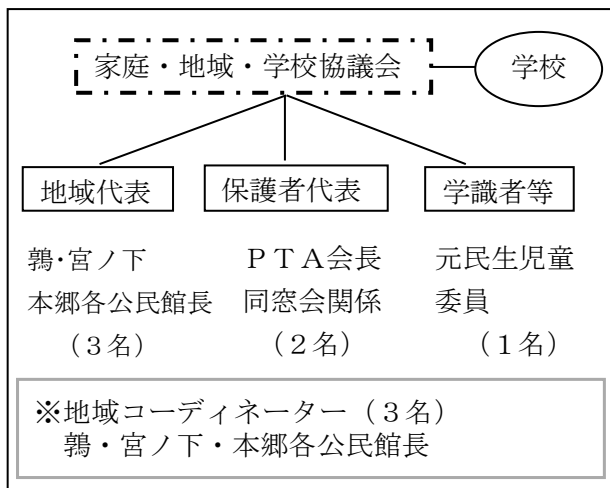 家庭・地域・学校協議会
学校
地域代表
保護者代表
学識者等
鶉・宮ノ下
本郷各公民館長
(3名)
ＰＴＡ会長
同窓会関係
(2名)
元民生児童
委員
(1名)
※地域コーディネーター(3名)
鶉・宮ノ下・本郷各公民館長